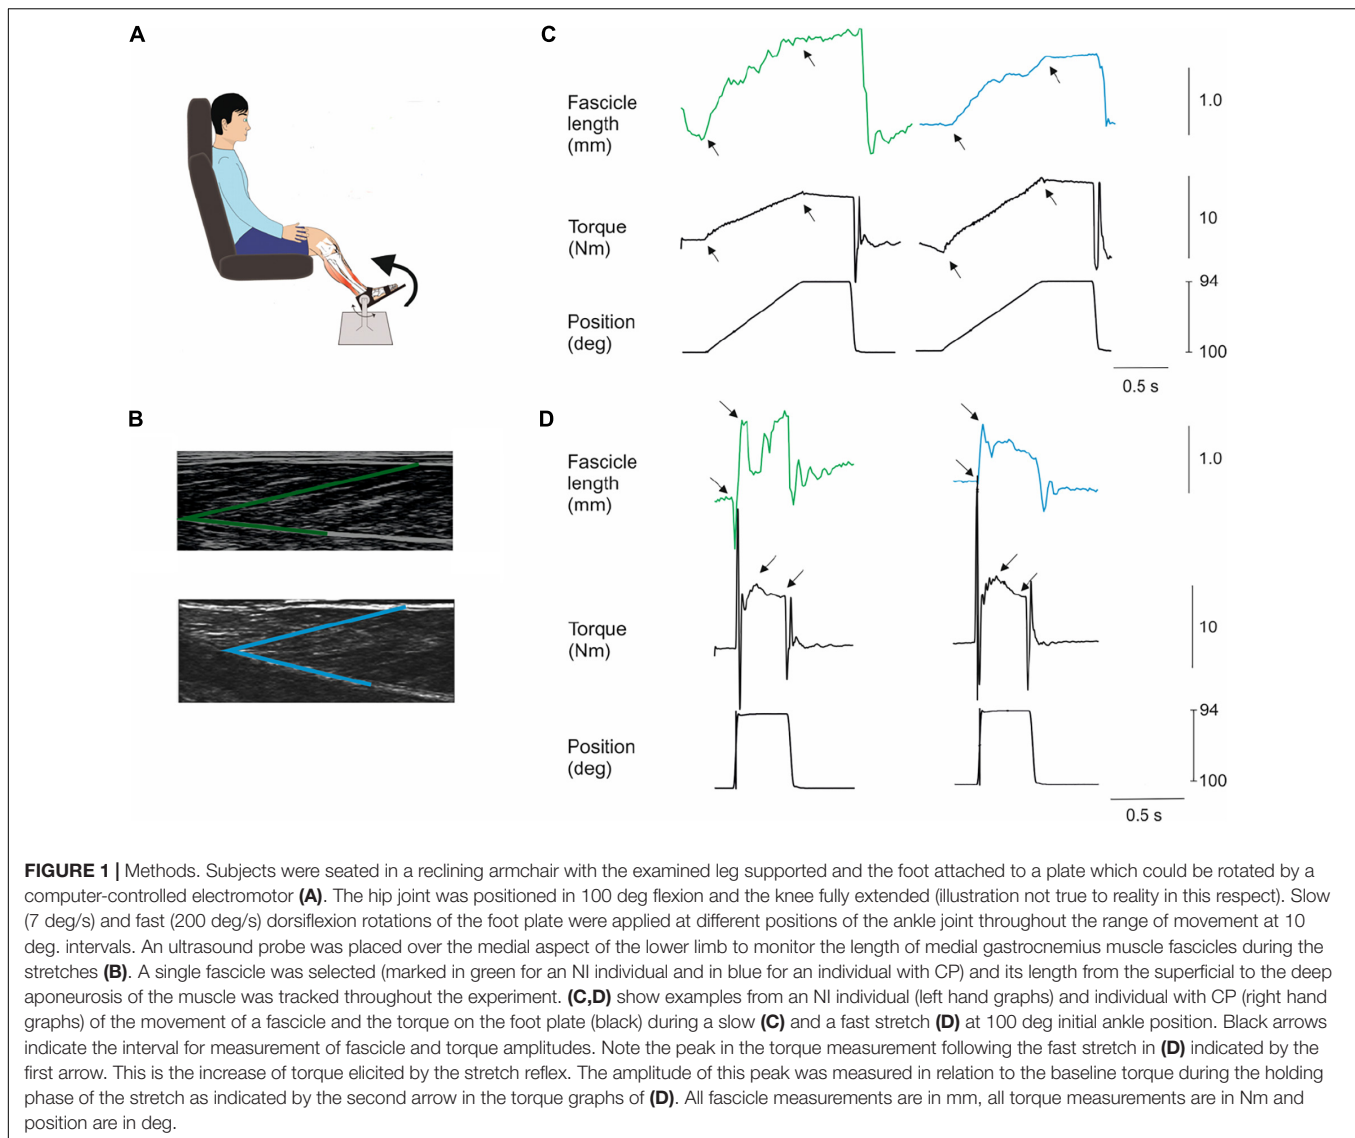 A
C
Fascicle
length
(mm)
1.0
Torque
(Nm)
10
Position
(deg)
94
100
0.5 s
B
D
Fascicle
length
(mm)
1.0
Torque
(Nm)
10
Position
(deg)
94
100
0.5 s
FIGURE 1 | Methods. Subjects were seated in a reclining armchair with the examined leg supported and the foot attached to a plate which could be rotated by a
computer-controlled electromotor (A). The hip joint was positioned in 100 deg flexion and the knee fully extended (illustration not true to reality in this respect). Slow
(7 deg/s) and fast (200 deg/s) dorsiflexion rotations of the foot plate were applied at different positions of the ankle joint throughout the range of movement at 10
deg. intervals. An ultrasound probe was placed over the medial aspect of the lower limb to monitor the length of medial gastrocnemius muscle fascicles during the
stretches (B). A single fascicle was selected (marked in green for an NI individual and in blue for an individual with CP) and its length from the superficial to the deep
aponeurosis of the muscle was tracked throughout the experiment. (C,D) show examples from an NI individual (left hand graphs) and individual with CP (right hand
graphs) of the movement of a fascicle and the torque on the foot plate (black) during a slow (C) and a fast stretch (D) at 100 deg initial ankle position. Black arrows
indicate the interval for measurement of fascicle and torque amplitudes. Note the peak in the torque measurement following the fast stretch in (D) indicated by the
first arrow. This is the increase of torque elicited by the stretch reflex. The amplitude of this peak was measured in relation to the baseline torque during the holding
phase of the stretch as indicated by the second arrow in the torque graphs of (D). All fascicle measurements are in mm, all torque measurements are in Nm and
position are in deg.